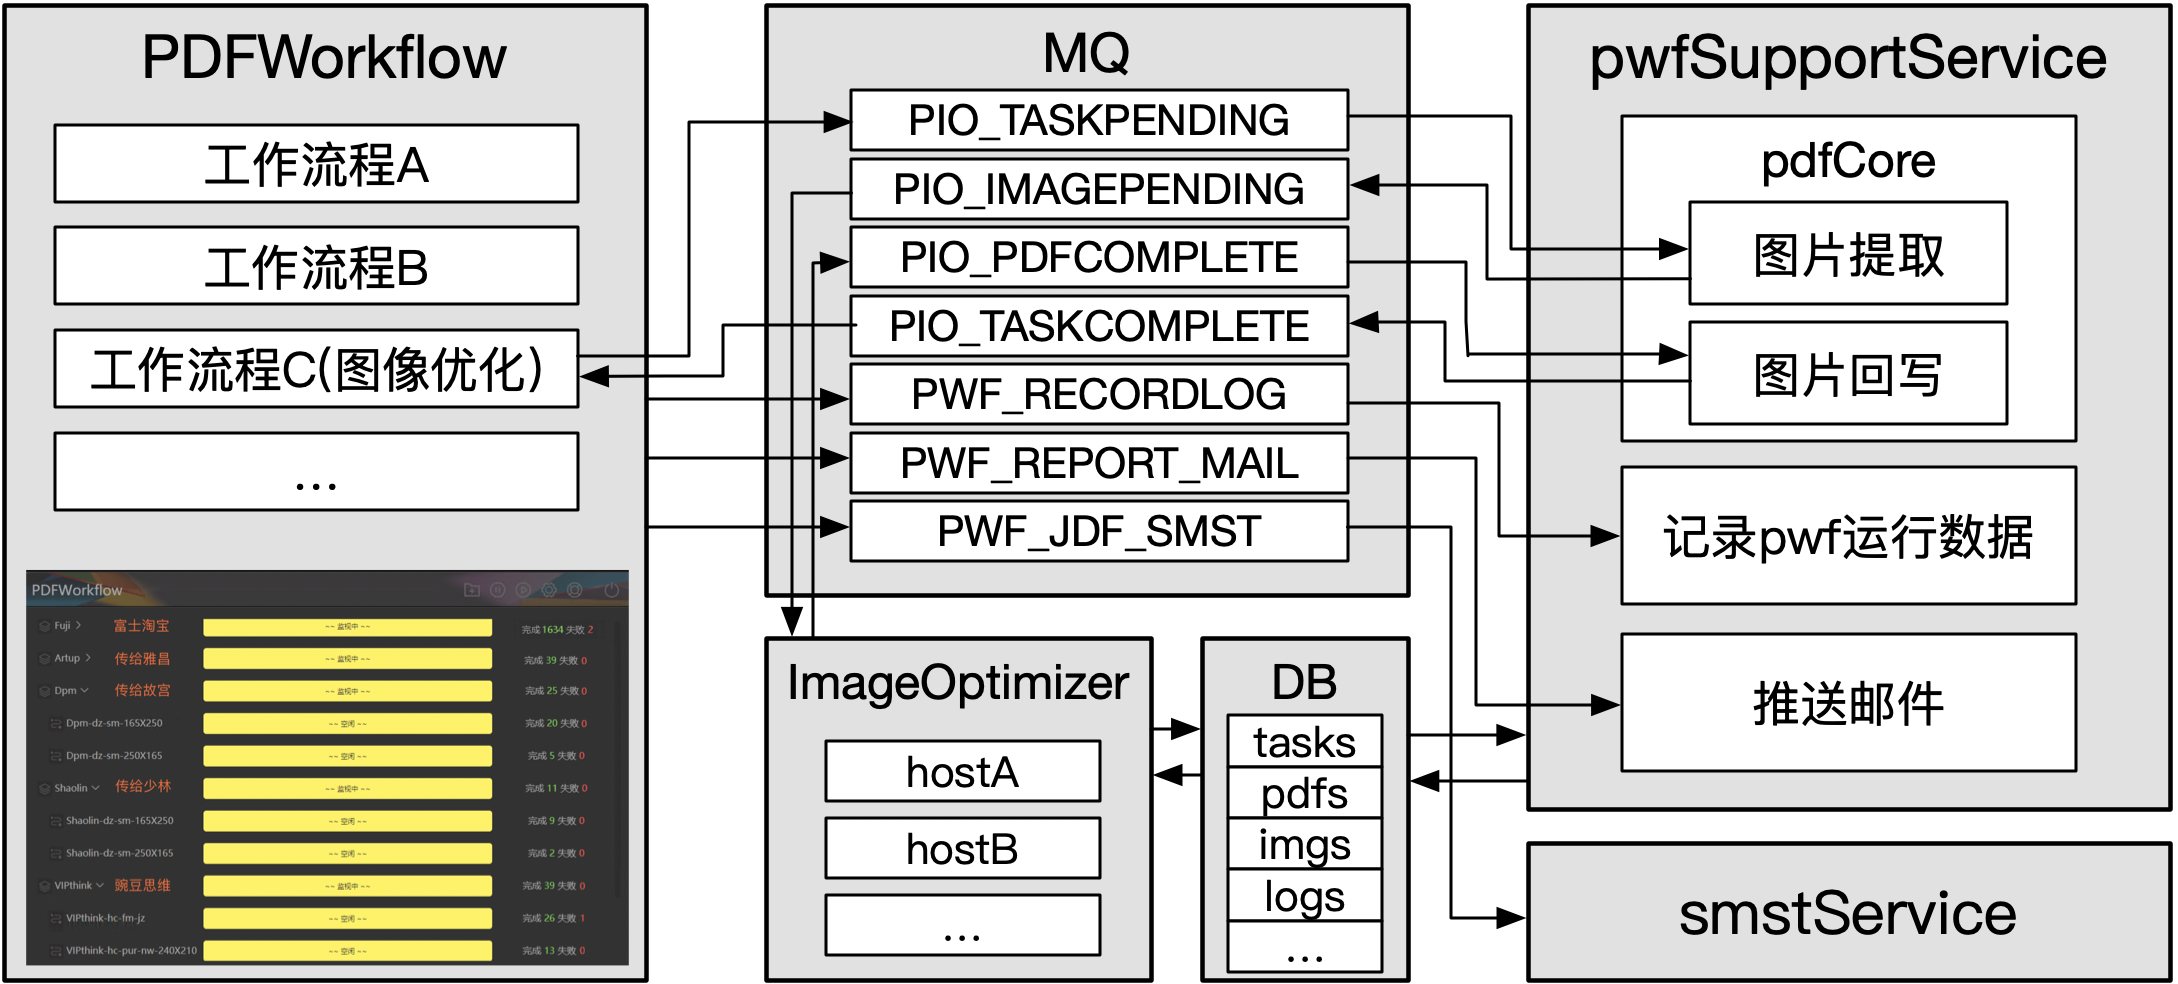 PDFWorkflow
工作流程A
工作流程B
工作流程C(图像优化)
...
PDFWorkflow
Fuji
富士淘宝
~~ 监视中 ~~
完成 1634 失败 2
Artup
传给雅昌
~~ 监视中 ~~
完成 39 失败 0
Dpm
传给故宫
~~ 监视中 ~~
完成 25 失败 0
Dpm-dz-sm-165X250
~~ 空闲 ~~
完成 20 失败 0
Dpm-dz-sm-250X165
~~ 空闲 ~~
完成 5 失败 0
Shaolin
传给少林
~~ 监视中 ~~
完成 11 失败 0
Shaolin-dz-sm-165X250
~~ 空闲 ~~
完成 9 失败 0
Shaolin-dz-sm-250X165
~~ 空闲 ~~
完成 2 失败 0
VIPthink
豌豆思维
~~ 监视中 ~~
完成 39 失败 0
VIPthink-hc-fm-jz
~~ 空闲 ~~
完成 26 失败 1
VIPthink-hc-pur-nw-240X210
~~ 空闲 ~~
完成 13 失败 0
MQ
PIO_TASKPENDING
PIO_IMAGEPENDING
PIO_PDFCOMPLETE
PIO_TASKCOMPLETE
PWF_RECORDLOG
PWF_REPORT_MAIL
PWF_JDF_SMST
ImageOptimizer
hostA
hostB
...
DB
tasks
pdfs
imgs
logs
...
pwfSupportService
pdfCore
图片提取
图片回写
记录pwf运行数据
推送邮件
smstService